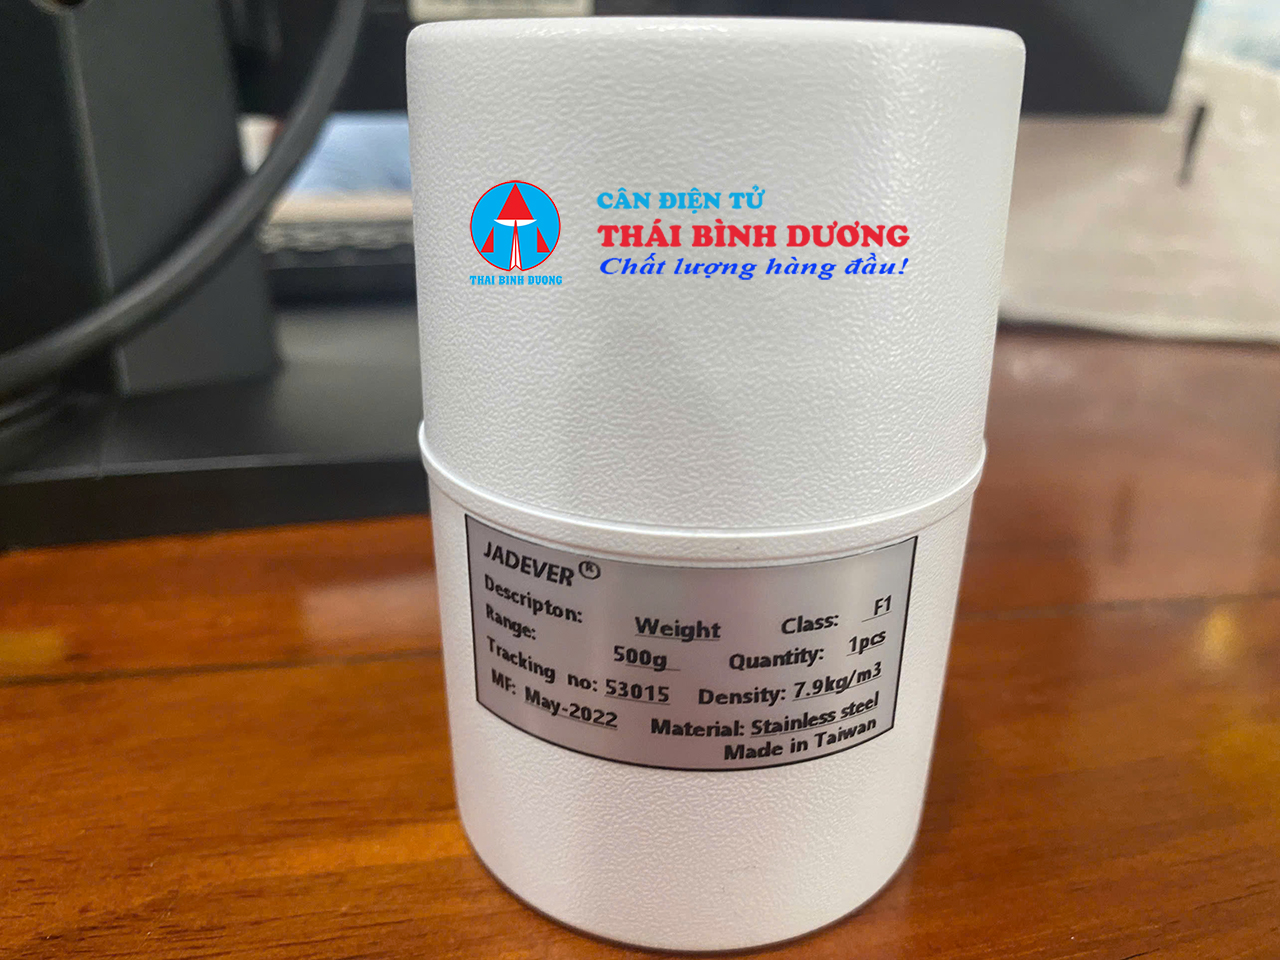 CÂN ĐIỆN TỬ
THÁI BÌNH DƯƠNG
Chất lượng hàng đầu!
THAI BINH DUONG
JADEVER®
Descripton: Weight Class: F1
Range: 500g Quantity: 1pcs
Tracking no: 53015 Density: 7.9kg/m3
MF: May-2022 Material: Stainless steel
Made in Taiwan